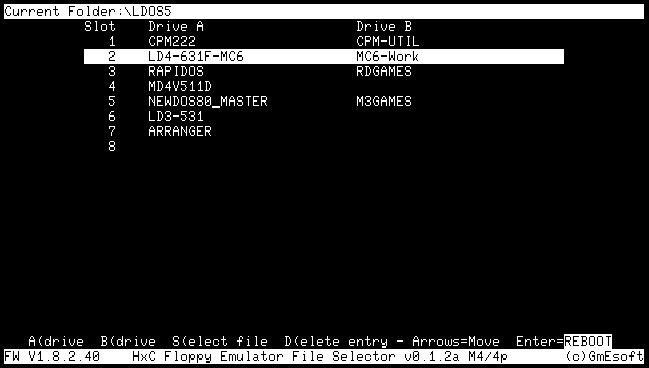 Current Folder:\LDOS5
Slot Drive A Drive B
1 CPM222 CPM-UTIL
2 LD4-631F-MC6 MC6-Work
3 RAPIDOS RDGAMES
4 MD4V511D
5 NEWDOS80_MASTER M3GAMES
6 LD3-531
7 ARRANGER
8
A(drive B(drive S(elect file D(elete entry - Arrows=Move Enter=REBOOT
FW V1.8.2.40 HxC Floppy Emulator File Selector v0.1.2a M4/4p (c)GmEsoft